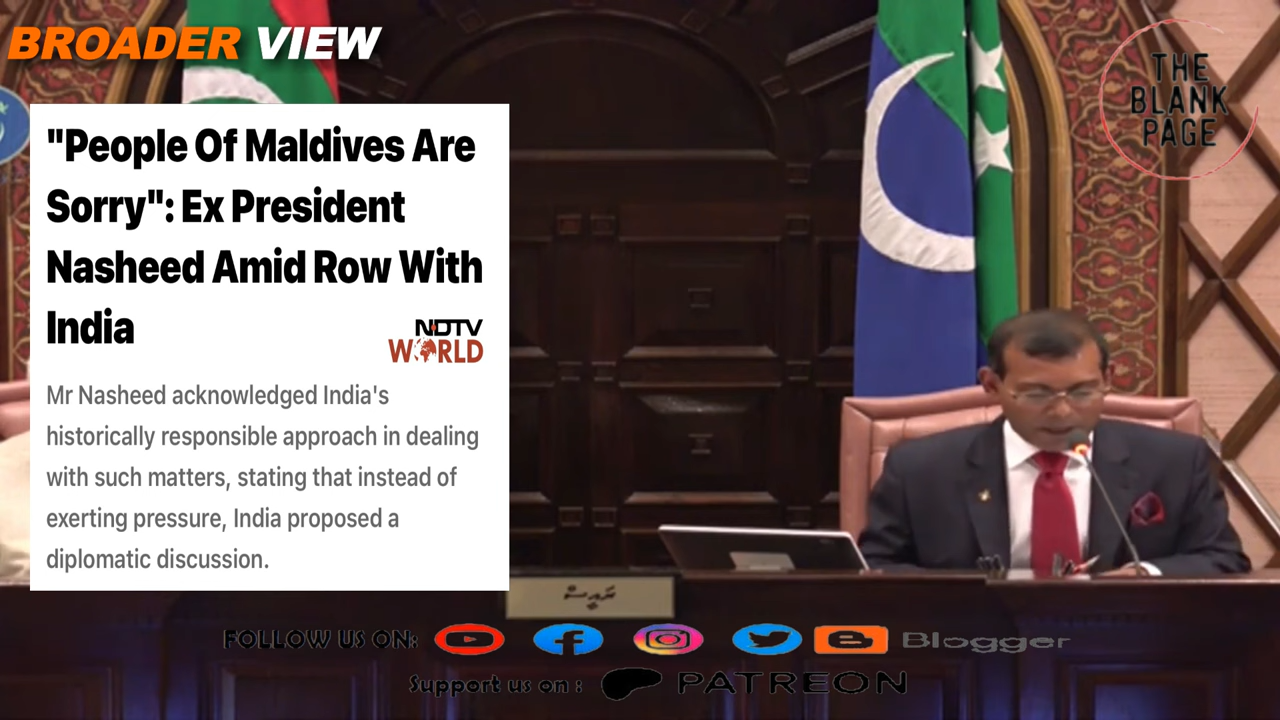 BROADER VIEW
THE
BLANK
PAGE
"People Of Maldives Are
Sorry": Ex President
Nasheed Amid Row With
India
NDTV
WORLD
Mr Nasheed acknowledged India's
historically responsible approach in dealing
with such matters, stating that instead of
exerting pressure, India proposed a
diplomatic discussion.
ރައީސް
FOLLOW US ON:
Blogger
Support us on :
PATREON